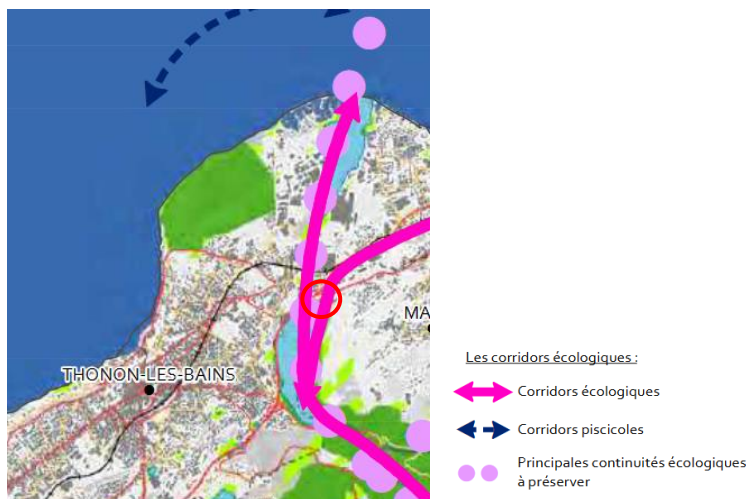 MA
THONON-LES-BAINS
Les corridors écologiques :
Corridors écologiques
Corridors piscicoles
Principales continuités écologiques
à préserver